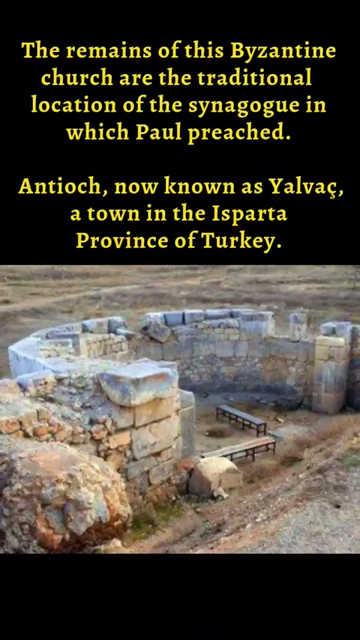 The remains of this Byzantine
church are the traditional
location of the synagogue in
which Paul preached.
Antioch, now known as Yalvaç,
a town in the Isparta
Province of Turkey.